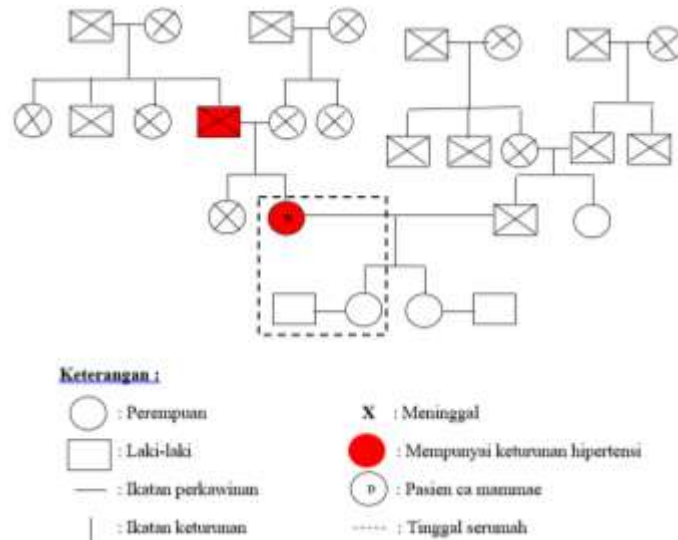 Keterangan :
: Perempuan
X : Meninggal
: Laki-laki
: Mempunyai keturunan hipertensi
: Ikatan perkawinan
: Pasien ca mammae
: Ikatan keturunan
: Tinggal serumah